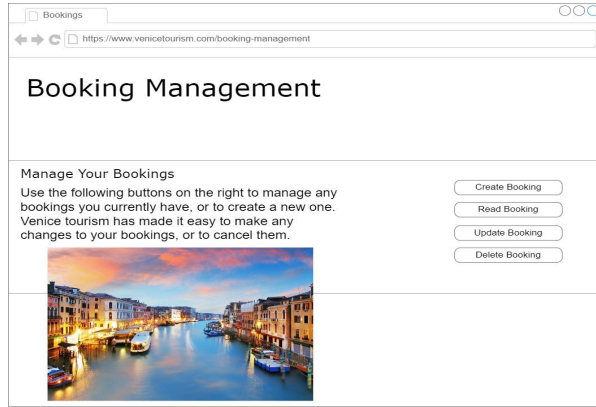 Bookings
https://www.venicetourism.com/booking-management
Booking Management
Manage Your Bookings
Use the following buttons on the right to manage any
bookings you currently have, or to create a new one.
Venice tourism has made it easy to make any
changes to your bookings, or to cancel them.
Create Booking
Read Booking
Update Booking
Delete Booking